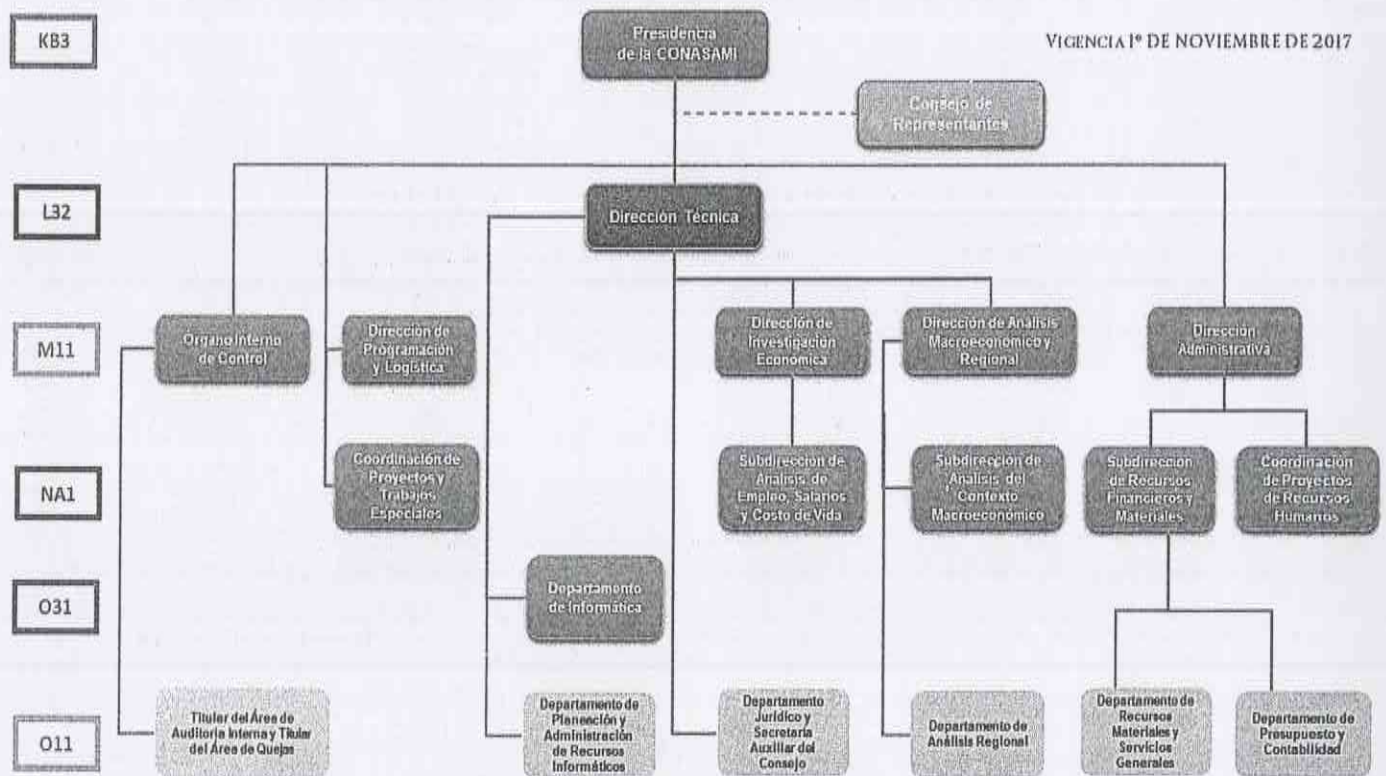 KB3
Presidencia
de la CONASAMI
VIGENCIA 1º DE NOVIEMBRE DE 2017
Consejo de
Representantes
L32
Dirección Técnica
M11
Organo Interno
de Control
Dirección de
Programación
y Logística
Dirección de
Investigación
Económica
Dirección de Análisis
Macroeconómico y
Regional
Dirección
Administrativa
NA1
Coordinación de
Proyectos y
Trabajos
Especiales
Subdirección de
Analisis de
Empleo, Salarios
y Costo de Vida
Subdirección de
Analisis del
Contexto
Macroeconómico
Subdirección
de Recursos
Financieros y
Materiales
Coordinación
de Proyectos
de Recursos
Humanos
O31
Departamento
de Informática
O11
Titular del Área de
Auditoria Interna y Titular
del Área de Quejas
Departamento de
Planeación y
Administración
de Recursos
Informáticos
Departamento
Jurídico y
Secretaría
Auxiliar del
Consejo
Departamento de
Análisis Regional
Departamento de
Recursos
Materiales y
Servicios
Generales
Departamento de
Presupuesto y
Contabilidad